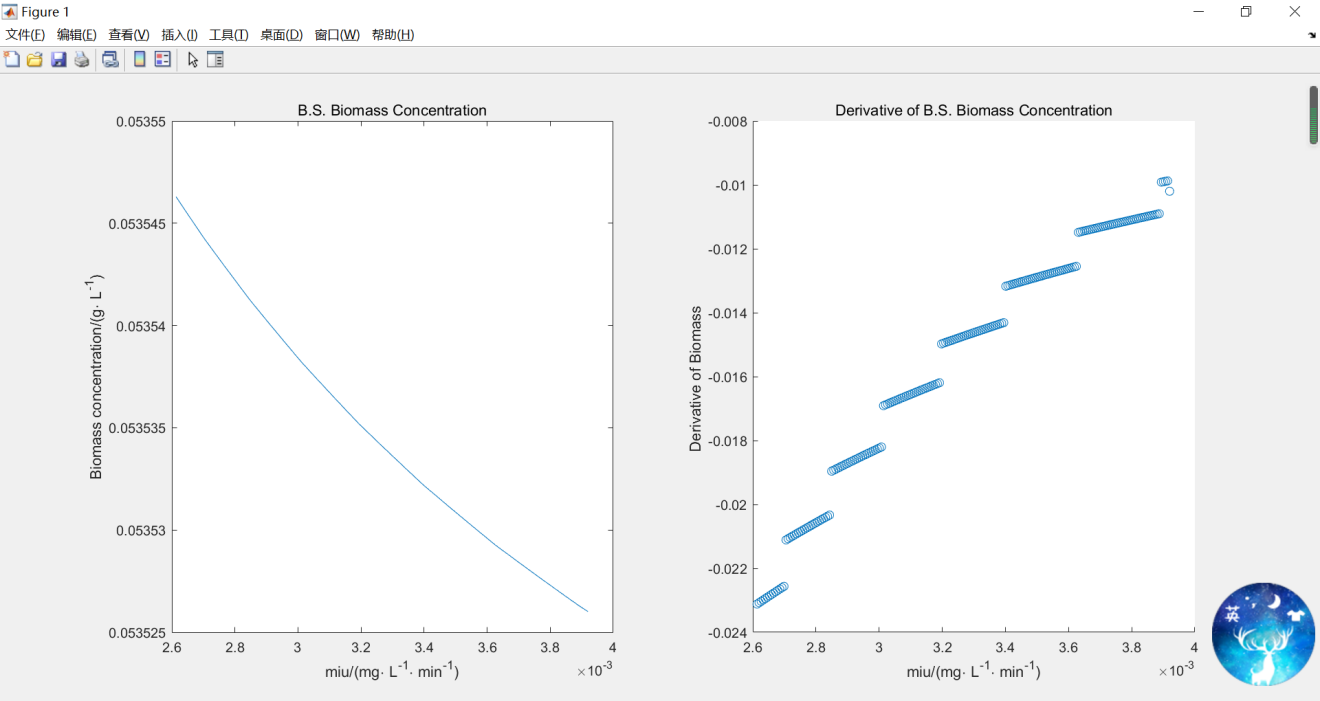 Figure 1
文件(F) 编辑(E) 查看(V) 插入(I) 工具(T) 桌面(D) 窗口(W) 帮助(H)
B.S. Biomass Concentration
0.05355
0.053545
0.05354
0.053535
0.05353
0.053525
Biomass concentration/(g· L⁻¹)
2.6 2.8 3 3.2 3.4 3.6 3.8 4
×10⁻³
miu/(mg· L⁻¹· min⁻¹)
Derivative of B.S. Biomass Concentration
-0.008
-0.01
-0.012
-0.014
-0.016
-0.018
-0.02
-0.022
-0.024
Derivative of Biomass
2.6 2.8 3 3.2 3.4 3.6 3.8 4
×10⁻³
miu/(mg· L⁻¹· min⁻¹)
英